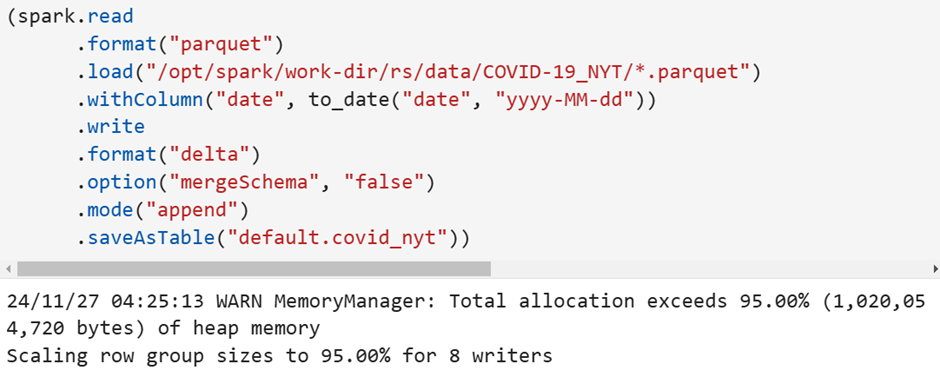 (spark.read
.format("parquet")
.load("/opt/spark/work-dir/rs/data/COVID-19_NYT/*.parquet")
.withColumn("date", to_date("date", "yyyy-MM-dd"))
.write
.format("delta")
.option("mergeSchema", "false")
.mode("append")
.saveAsTable("default.covid_nyt"))
24/11/27 04:25:13 WARN MemoryManager: Total allocation exceeds 95.00% (1,020,05
4,720 bytes) of heap memory
Scaling row group sizes to 95.00% for 8 writers